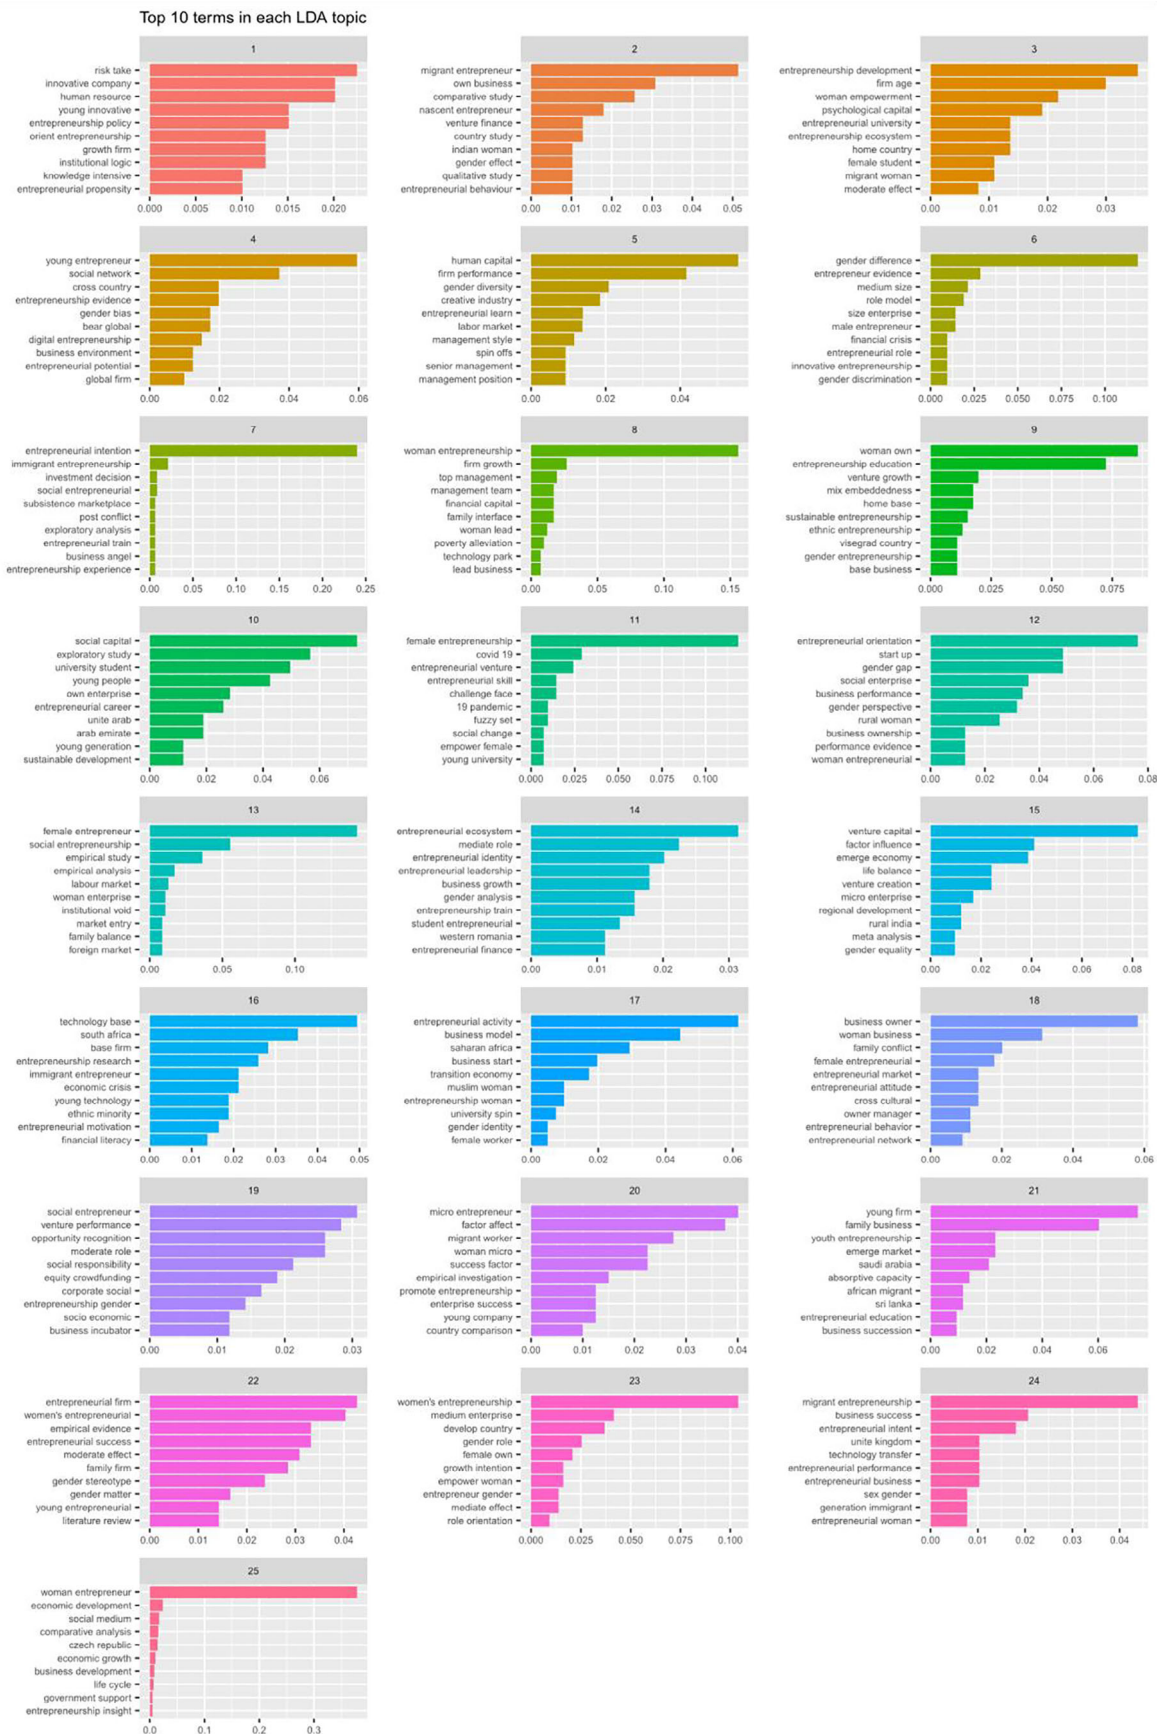 Top 10 terms in each LDA topic
1
risk take
innovative company
human resource
young innovative
entrepreneurship policy
orient entrepreneurship
growth firm
institutional logic
knowledge intensive
entrepreneurial propensity
0.000 0.005 0.010 0.015 0.020
2
migrant entrepreneur
own business
comparative study
nascent entrepreneur
venture finance
country study
indian woman
gender effect
qualitative study
entrepreneurial behaviour
0.00 0.01 0.02 0.03 0.04 0.05
3
entrepreneurship development
firm age
woman empowerment
psychological capital
entrepreneurial university
entrepreneurship ecosystem
home country
female student
migrant woman
moderate effect
0.00 0.01 0.02 0.03
4
young entrepreneur
social network
cross country
entrepreneurship evidence
gender bias
bear global
digital entrepreneurship
business environment
entrepreneurial potential
global firm
0.00 0.02 0.04 0.06
5
human capital
firm performance
gender diversity
creative industry
entrepreneurial learn
labor market
management style
spin offs
senior management
management position
0.00 0.02 0.04
6
gender difference
entrepreneur evidence
medium size
role model
size enterprise
male entrepreneur
financial crisis
entrepreneurial role
innovative entrepreneurship
gender discrimination
0.000 0.025 0.050 0.075 0.100
7
entrepreneurial intention
immigrant entrepreneurship
investment decision
social entrepreneurial
subsistence marketplace
post conflict
exploratory analysis
entrepreneurial train
business angel
entrepreneurship experience
0.00 0.05 0.10 0.15 0.20 0.25
8
woman entrepreneurship
firm growth
top management
management team
financial capital
family interface
woman lead
poverty alleviation
technology park
lead business
0.00 0.05 0.10 0.15
9
woman own
entrepreneurship education
venture growth
mix embeddedness
home base
sustainable entrepreneurship
ethnic entrepreneurship
visegrad country
gender entrepreneurship
base business
0.000 0.025 0.050 0.075
10
social capital
exploratory study
university student
young people
own enterprise
entrepreneurial career
unite arab
arab emirate
young generation
sustainable development
0.00 0.02 0.04 0.06
11
female entrepreneurship
covid 19
entrepreneurial venture
entrepreneurial skill
challenge face
19 pandemic
fuzzy set
social change
empower female
young university
0.000 0.025 0.050 0.075 0.100
12
entrepreneurial orientation
start up
gender gap
social enterprise
business performance
gender perspective
rural woman
business ownership
performance evidence
woman entrepreneurial
0.00 0.02 0.04 0.06 0.08
13
female entrepreneur
social entrepreneurship
empirical study
empirical analysis
labour market
woman enterprise
institutional void
market entry
family balance
foreign market
0.00 0.05 0.10
14
entrepreneurial ecosystem
mediate role
entrepreneurial identity
entrepreneurial leadership
business growth
gender analysis
entrepreneurship train
student entrepreneurial
western romania
entrepreneurial finance
0.00 0.01 0.02 0.03
15
venture capital
factor influence
emerge economy
life balance
venture creation
micro enterprise
regional development
rural india
meta analysis
gender equality
0.00 0.02 0.04 0.06 0.08
16
technology base
south africa
base firm
entrepreneurship research
immigrant entrepreneur
economic crisis
young technology
ethnic minority
entrepreneurial motivation
financial literacy
0.00 0.01 0.02 0.03 0.04 0.05
17
entrepreneurial activity
business model
saharan africa
business start
transition economy
muslim woman
entrepreneurship woman
university spin
gender identity
female worker
0.00 0.02 0.04 0.06
18
business owner
woman business
family conflict
female entrepreneurial
entrepreneurial market
entrepreneurial attitude
cross cultural
owner manager
entrepreneurial behavior
entrepreneurial network
0.00 0.02 0.04 0.06
19
social entrepreneur
venture performance
opportunity recognition
moderate role
social responsibility
equity crowdfunding
corporate social
entrepreneurship gender
socio economic
business incubator
0.00 0.01 0.02 0.03
20
micro entrepreneur
factor affect
migrant worker
woman micro
success factor
empirical investigation
promote entrepreneurship
enterprise success
young company
country comparison
0.00 0.01 0.02 0.03 0.04
21
young firm
family business
youth entrepreneurship
emerge market
saudi arabia
absorptive capacity
african migrant
sri lanka
entrepreneurial education
business succession
0.00 0.02 0.04 0.06
22
entrepreneurial firm
women's entrepreneurial
empirical evidence
entrepreneurial success
moderate effect
family firm
gender stereotype
gender matter
young entrepreneurial
literature review
0.00 0.01 0.02 0.03 0.04
23
women's entrepreneurship
medium enterprise
develop country
gender role
female own
growth intention
empower woman
entrepreneur gender
mediate effect
role orientation
0.000 0.025 0.050 0.075 0.100
24
migrant entrepreneurship
business success
entrepreneurial intent
unite kingdom
technology transfer
entrepreneurial performance
entrepreneurial business
sex gender
generation immigrant
entrepreneurial woman
0.00 0.01 0.02 0.03 0.04
25
woman entrepreneur
economic development
social medium
comparative analysis
czech republic
economic growth
business development
life cycle
government support
entrepreneurship insight
0.0 0.1 0.2 0.3